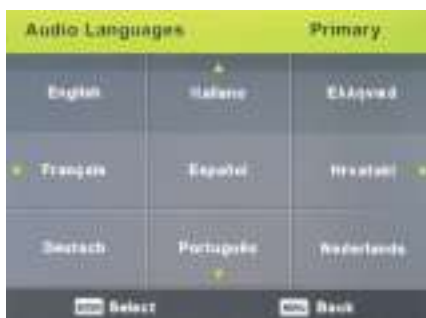 Audio Languages Primary
English Italiano Ελληνικά
Français Español Hrvatski
Deutsch Português Nederlands
Select Back